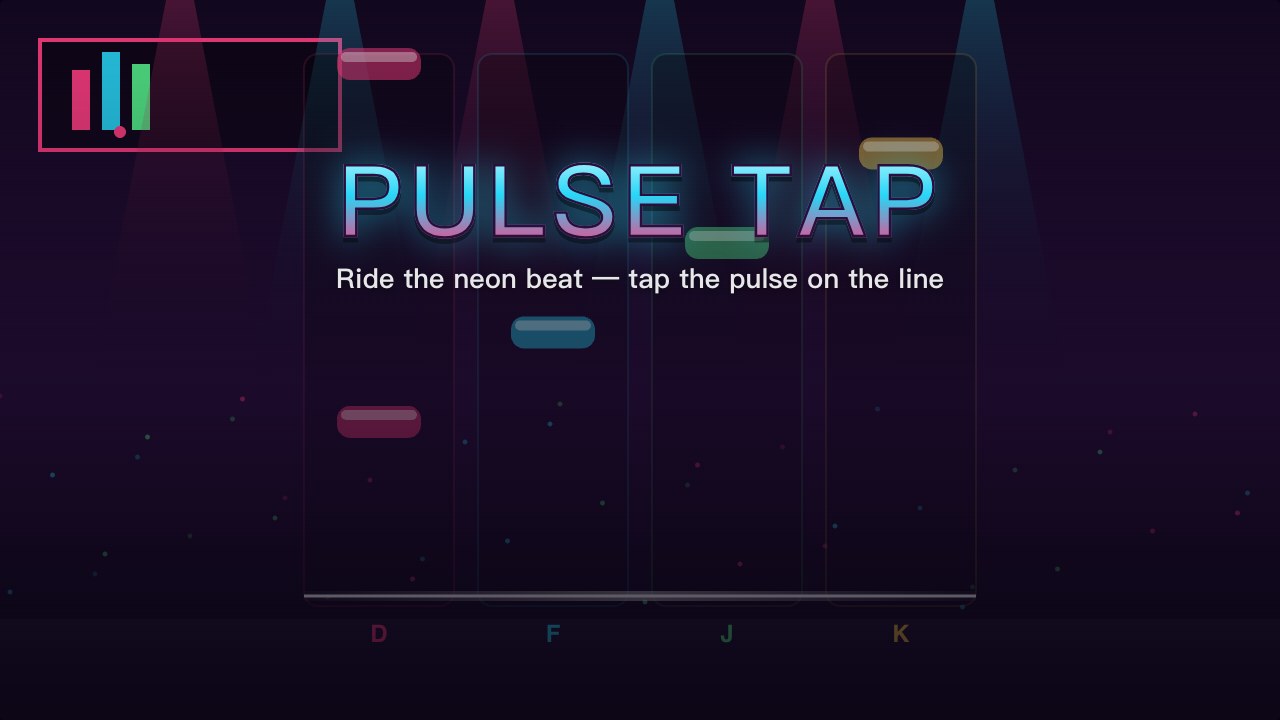 PULSE TAP
Ride the neon beat — tap the pulse on the line
D F J K